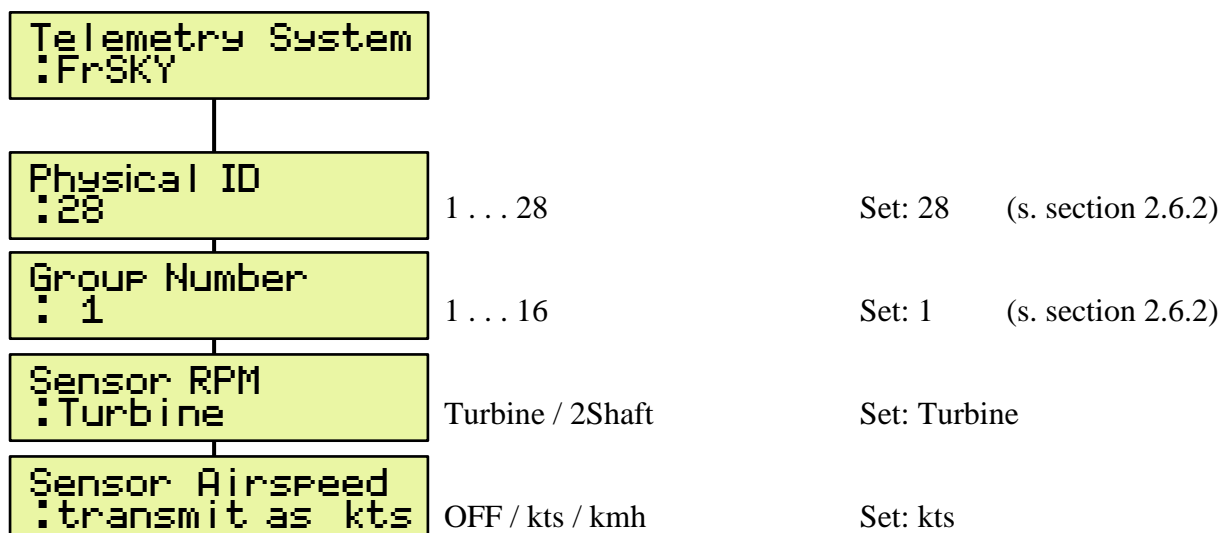 Telemetry System
:FrSKY
Physical ID
:28
1 . . . 28 Set: 28 (s. section 2.6.2)
Group Number
: 1
1 . . . 16 Set: 1 (s. section 2.6.2)
Sensor RPM
:Turbine
Turbine / 2Shaft Set: Turbine
Sensor Airspeed
:transmit as kts
OFF / kts / kmh Set: kts